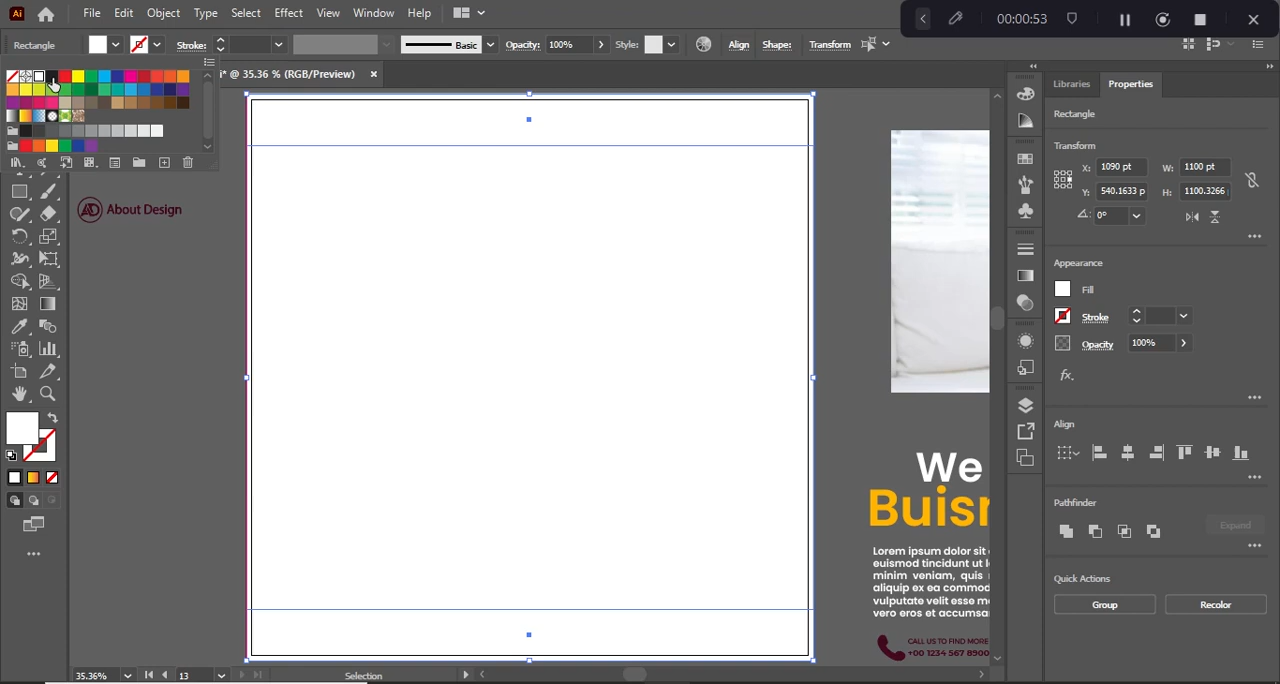 Ai File Edit Object Type Select Effect View Window Help 00:00:53
Rectangle Stroke: Basic Opacity: 100% Style: Align Shape: Transform
i* @ 35.36 % (RGB/Preview) ×
Libraries Properties
Rectangle
Transform
X: 1090 pt W: 1100 pt
Y: 540.1633 p H: 1100.3266
0°
Appearance
Fill
Stroke
Opacity 100%
fx.
Align
Pathfinder
Expand
Quick Actions
Group Recolor
AD About Design
We
Buisn
Lorem ipsum dolor sit
euismod tincidunt ut l
minim veniam, quis
aliquip ex ea commod
vulputate velit esse m
vero eros et accumsa
CALL US TO FIND MORE
+00 1234 567 8900
35.36% 13 Selection